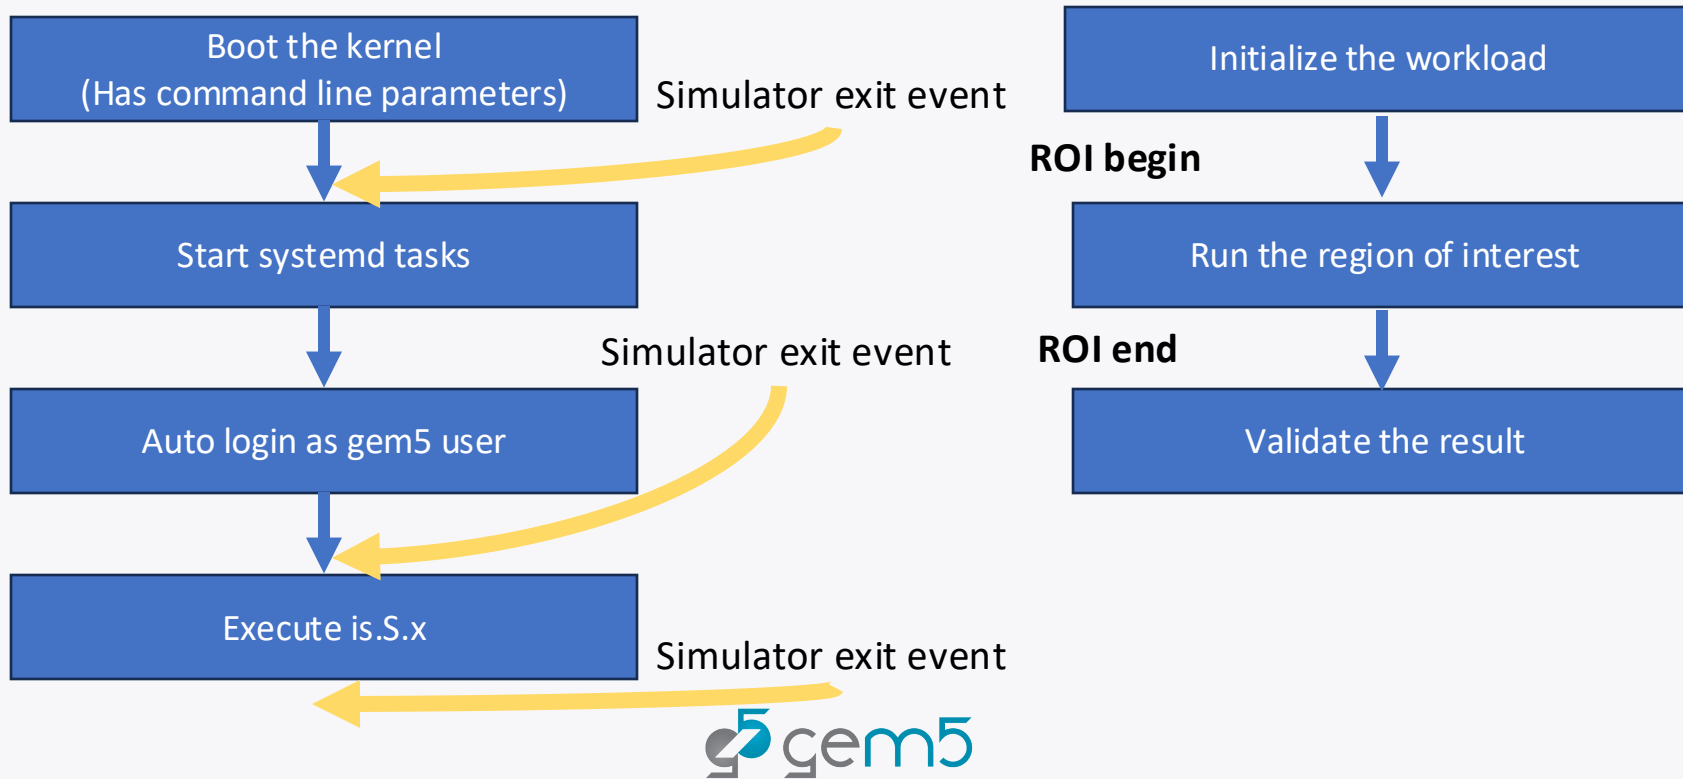 Boot the kernel
(Has command line parameters)
Simulator exit event
Start systemd tasks
Simulator exit event
Auto login as gem5 user
Execute is.S.x
Simulator exit event
Initialize the workload
ROI begin
Run the region of interest
ROI end
Validate the result
g5 gem5